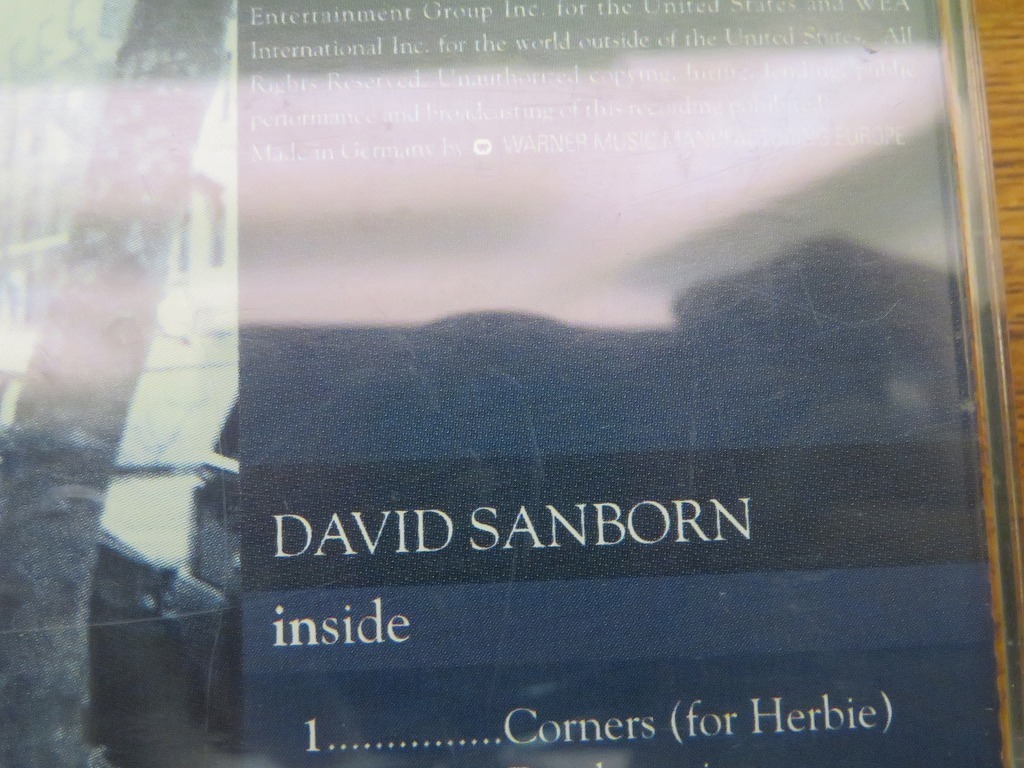 Entertainment Group Inc. for the United States and WEA
International Inc. for the world outside of the United States. All
Rights Reserved. Unauthorized copying, hiring, lending, public
performance and broadcasting of this recording prohibited.
Made in Germany by WARNER MUSIC MANUFACTURING EUROPE
DAVID SANBORN
inside
1...............Corners (for Herbie)